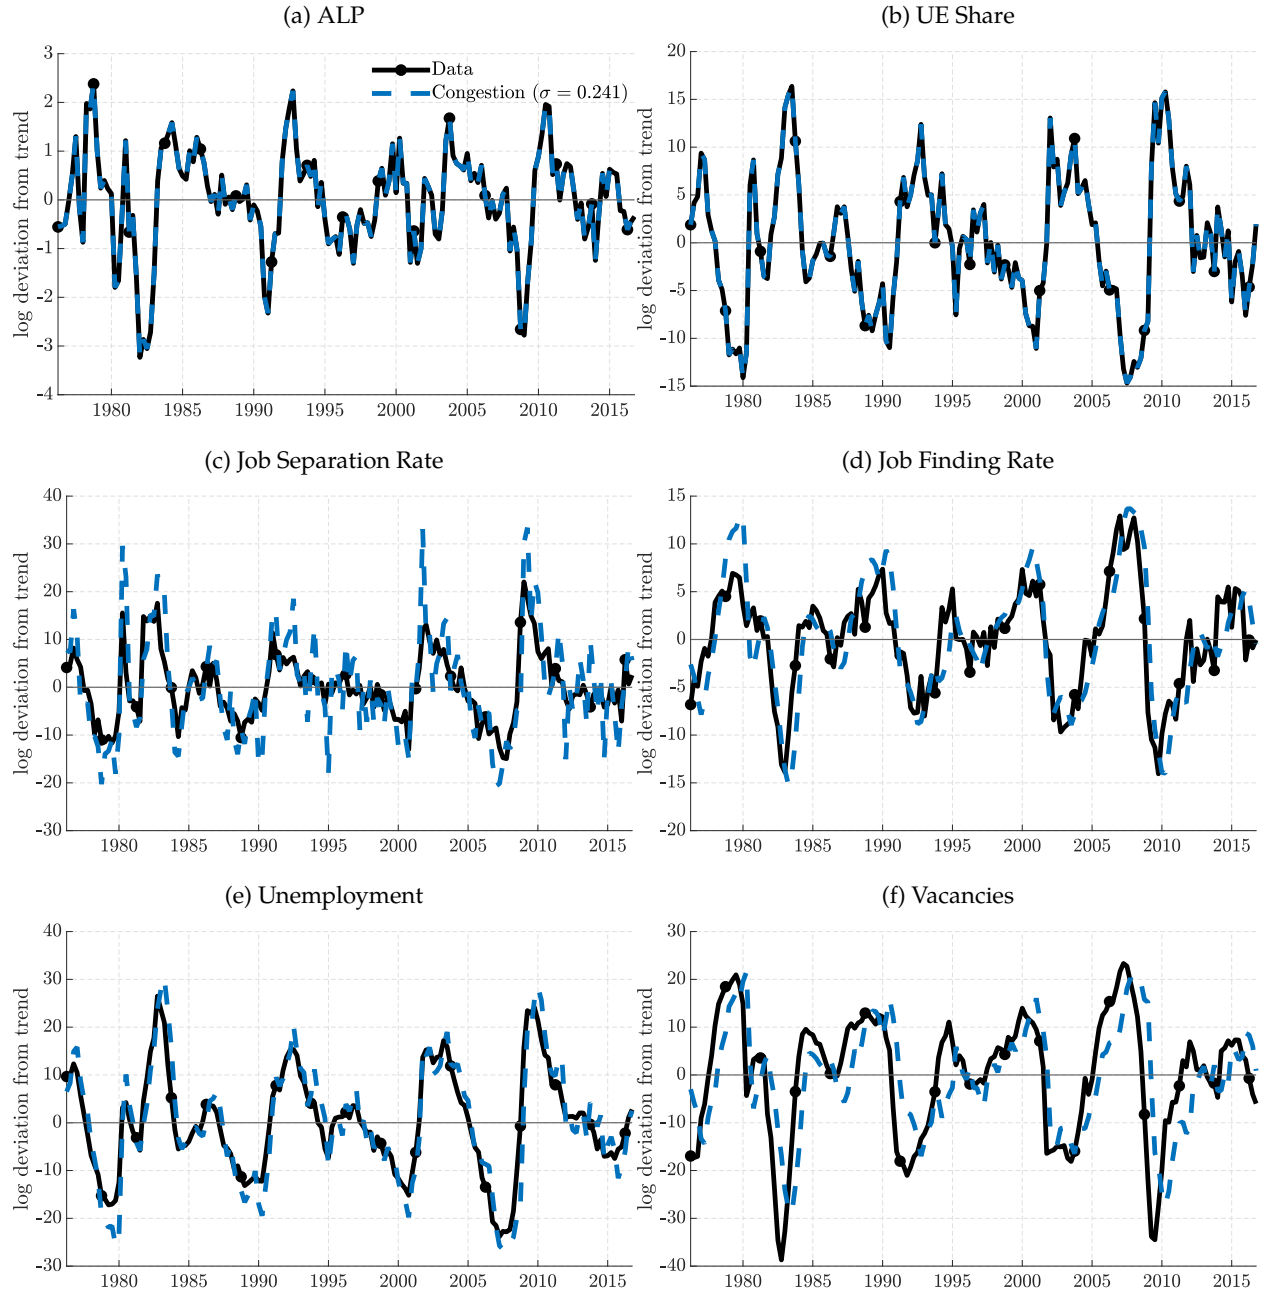 (a) ALP
(b) UE Share
log deviation from trend
3
2
1
0
-1
-2
-3
-4
Data
Congestion (σ = 0.241)
1980 1985 1990 1995 2000 2005 2010 2015
log deviation from trend
20
15
10
5
0
-5
-10
-15
1980 1985 1990 1995 2000 2005 2010 2015
(c) Job Separation Rate
(d) Job Finding Rate
log deviation from trend
40
30
20
10
0
-10
-20
-30
1980 1985 1990 1995 2000 2005 2010 2015
log deviation from trend
15
10
5
0
-5
-10
-15
-20
1980 1985 1990 1995 2000 2005 2010 2015
(e) Unemployment
(f) Vacancies
log deviation from trend
40
30
20
10
0
-10
-20
-30
1980 1985 1990 1995 2000 2005 2010 2015
log deviation from trend
30
20
10
0
-10
-20
-30
-40
1980 1985 1990 1995 2000 2005 2010 2015